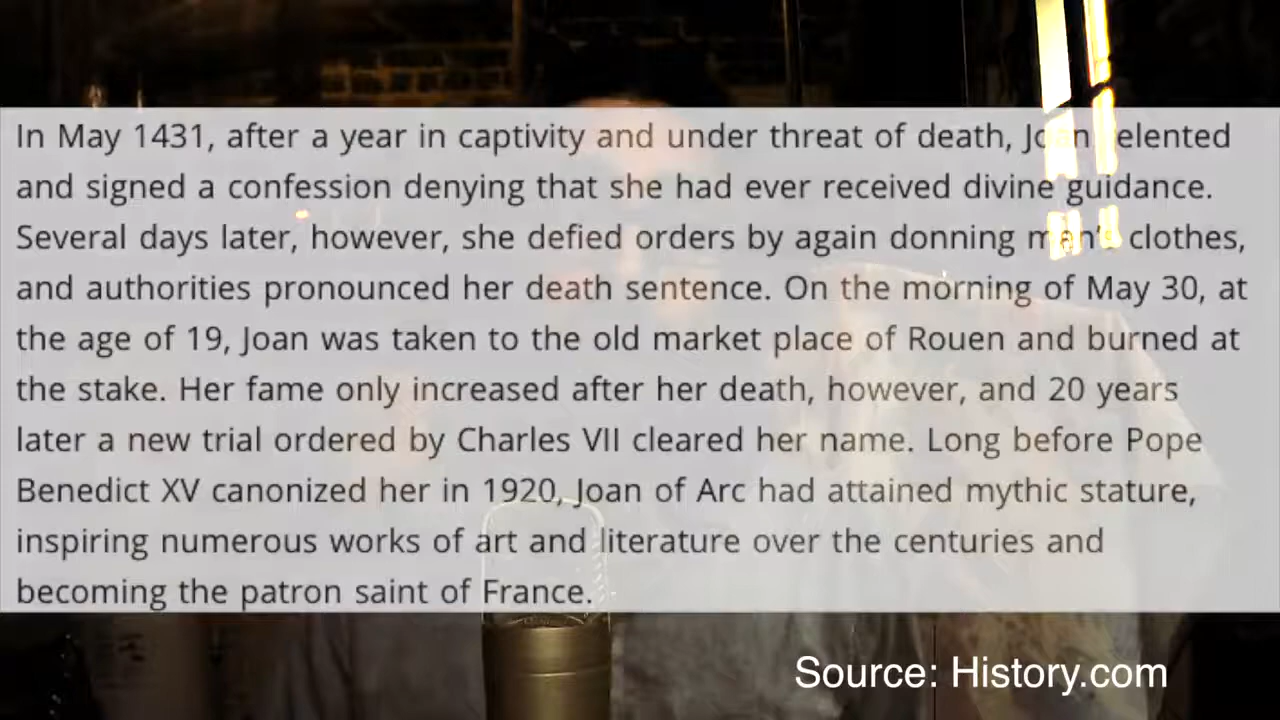 In May 1431, after a year in captivity and under threat of death, Joan relented
and signed a confession denying that she had ever received divine guidance.
Several days later, however, she defied orders by again donning men's clothes,
and authorities pronounced her death sentence. On the morning of May 30, at
the age of 19, Joan was taken to the old market place of Rouen and burned at
the stake. Her fame only increased after her death, however, and 20 years
later a new trial ordered by Charles VII cleared her name. Long before Pope
Benedict XV canonized her in 1920, Joan of Arc had attained mythic stature,
inspiring numerous works of art and literature over the centuries and
becoming the patron saint of France.
Source: History.com